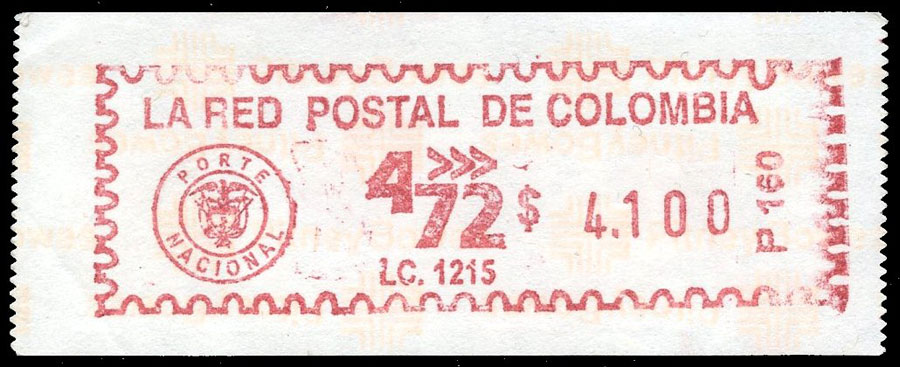 LA RED POSTAL DE COLOMBIA
PORTE NACIONAL
4>>>
72
$ 4.100
P 160
LC. 1215